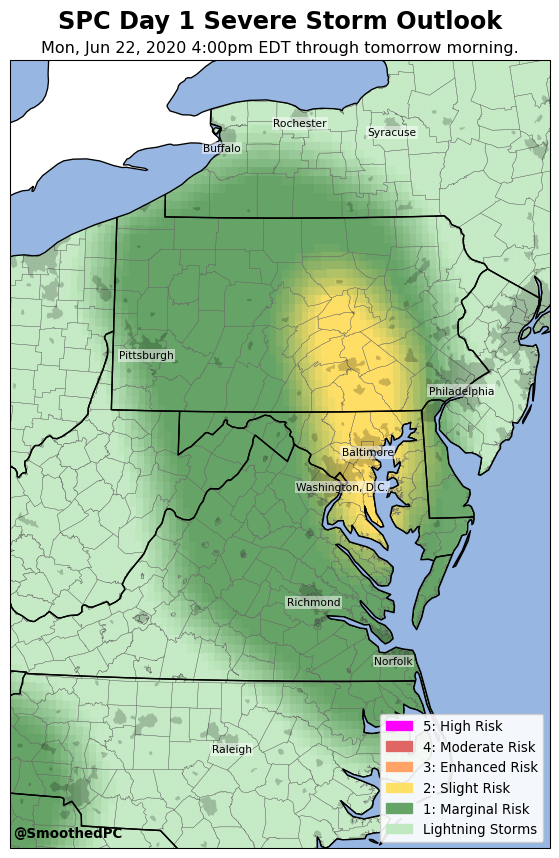 SPC Day 1 Severe Storm Outlook
Mon, Jun 22, 2020 4:00pm EDT through tomorrow morning.
Rochester
Syracuse
Buffalo
Pittsburgh
Philadelphia
Baltimore
Washington, D.C.
Richmond
Norfolk
Raleigh
5: High Risk
4: Moderate Risk
3: Enhanced Risk
2: Slight Risk
1: Marginal Risk
Lightning Storms
@SmoothedPC